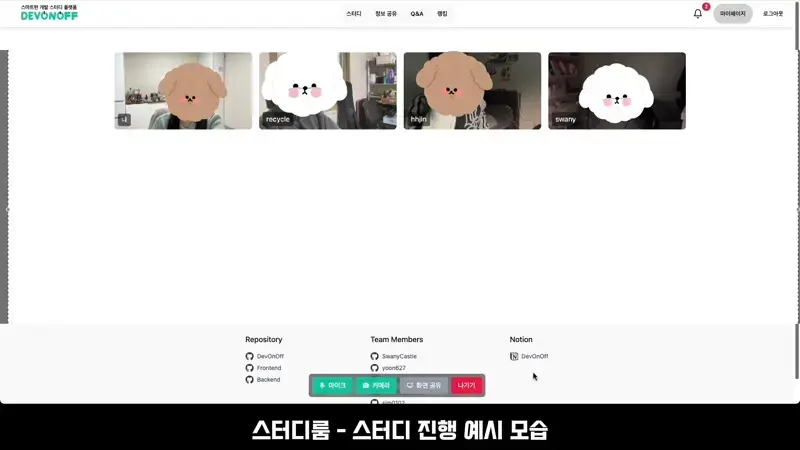 스마트한 개발 스터디 플랫폼
DEVONOFF
스터디 정보 공유 Q&A 랭킹
2 마이페이지 로그아웃
나 recycle hhjin swany
Repository Team Members Notion
DevOnOff SwanyCastle DevOnOff
Frontend yoon627
Backend
마이크 카메라 화면 공유 나가기
sim0102
스터디룸 - 스터디 진행 예시 모습